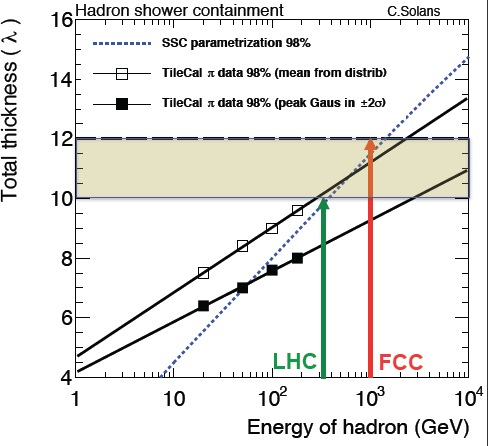 Hadron shower containment
C.Solans
SSC parametrization 98%
TileCal π data 98% (mean from distrib)
TileCal π data 98% (peak Gaus in ±2σ)
Total thickness ( λ )
16
14
12
10
8
6
4
LHC
FCC
1
10
10²
10³
10⁴
Energy of hadron (GeV)